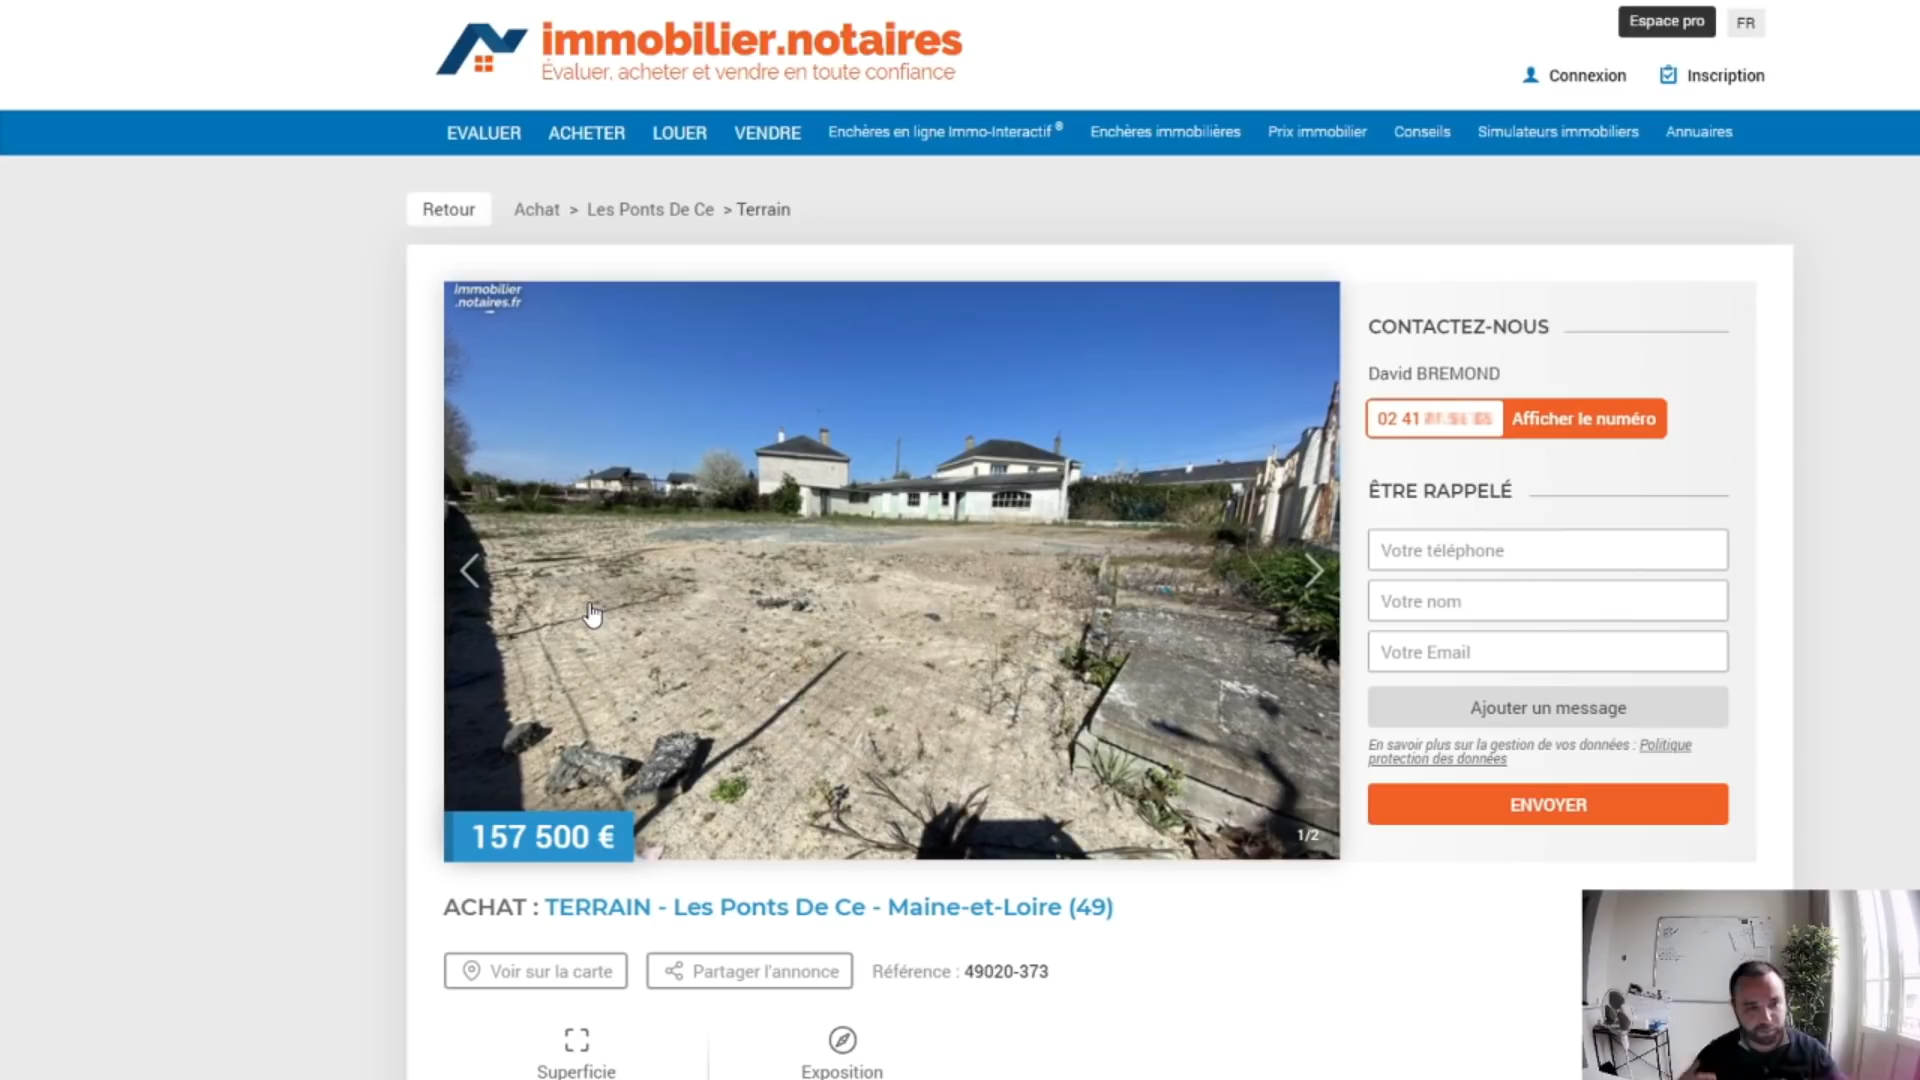 immobilier.notaires
Évaluer, acheter et vendre en toute confiance
Espace pro
FR
Connexion
Inscription
EVALUER
ACHETER
LOUER
VENDRE
Enchères en ligne Immo-Interactif ®
Enchères immobilières
Prix immobilier
Conseils
Simulateurs immobiliers
Annuaires
Retour
Achat > Les Ponts De Ce > Terrain
Immobilier
.notaires.fr
157 500 €
1/2
CONTACTEZ-NOUS
David BREMOND
02 41
Afficher le numéro
ÊTRE RAPPELÉ
Votre téléphone
Votre nom
Votre Email
Ajouter un message
En savoir plus sur la gestion de vos données : Politique
protection des données
ENVOYER
ACHAT : TERRAIN - Les Ponts De Ce - Maine-et-Loire (49)
Voir sur la carte
Partager l'annonce
Référence : 49020-373
Superficie
Exposition